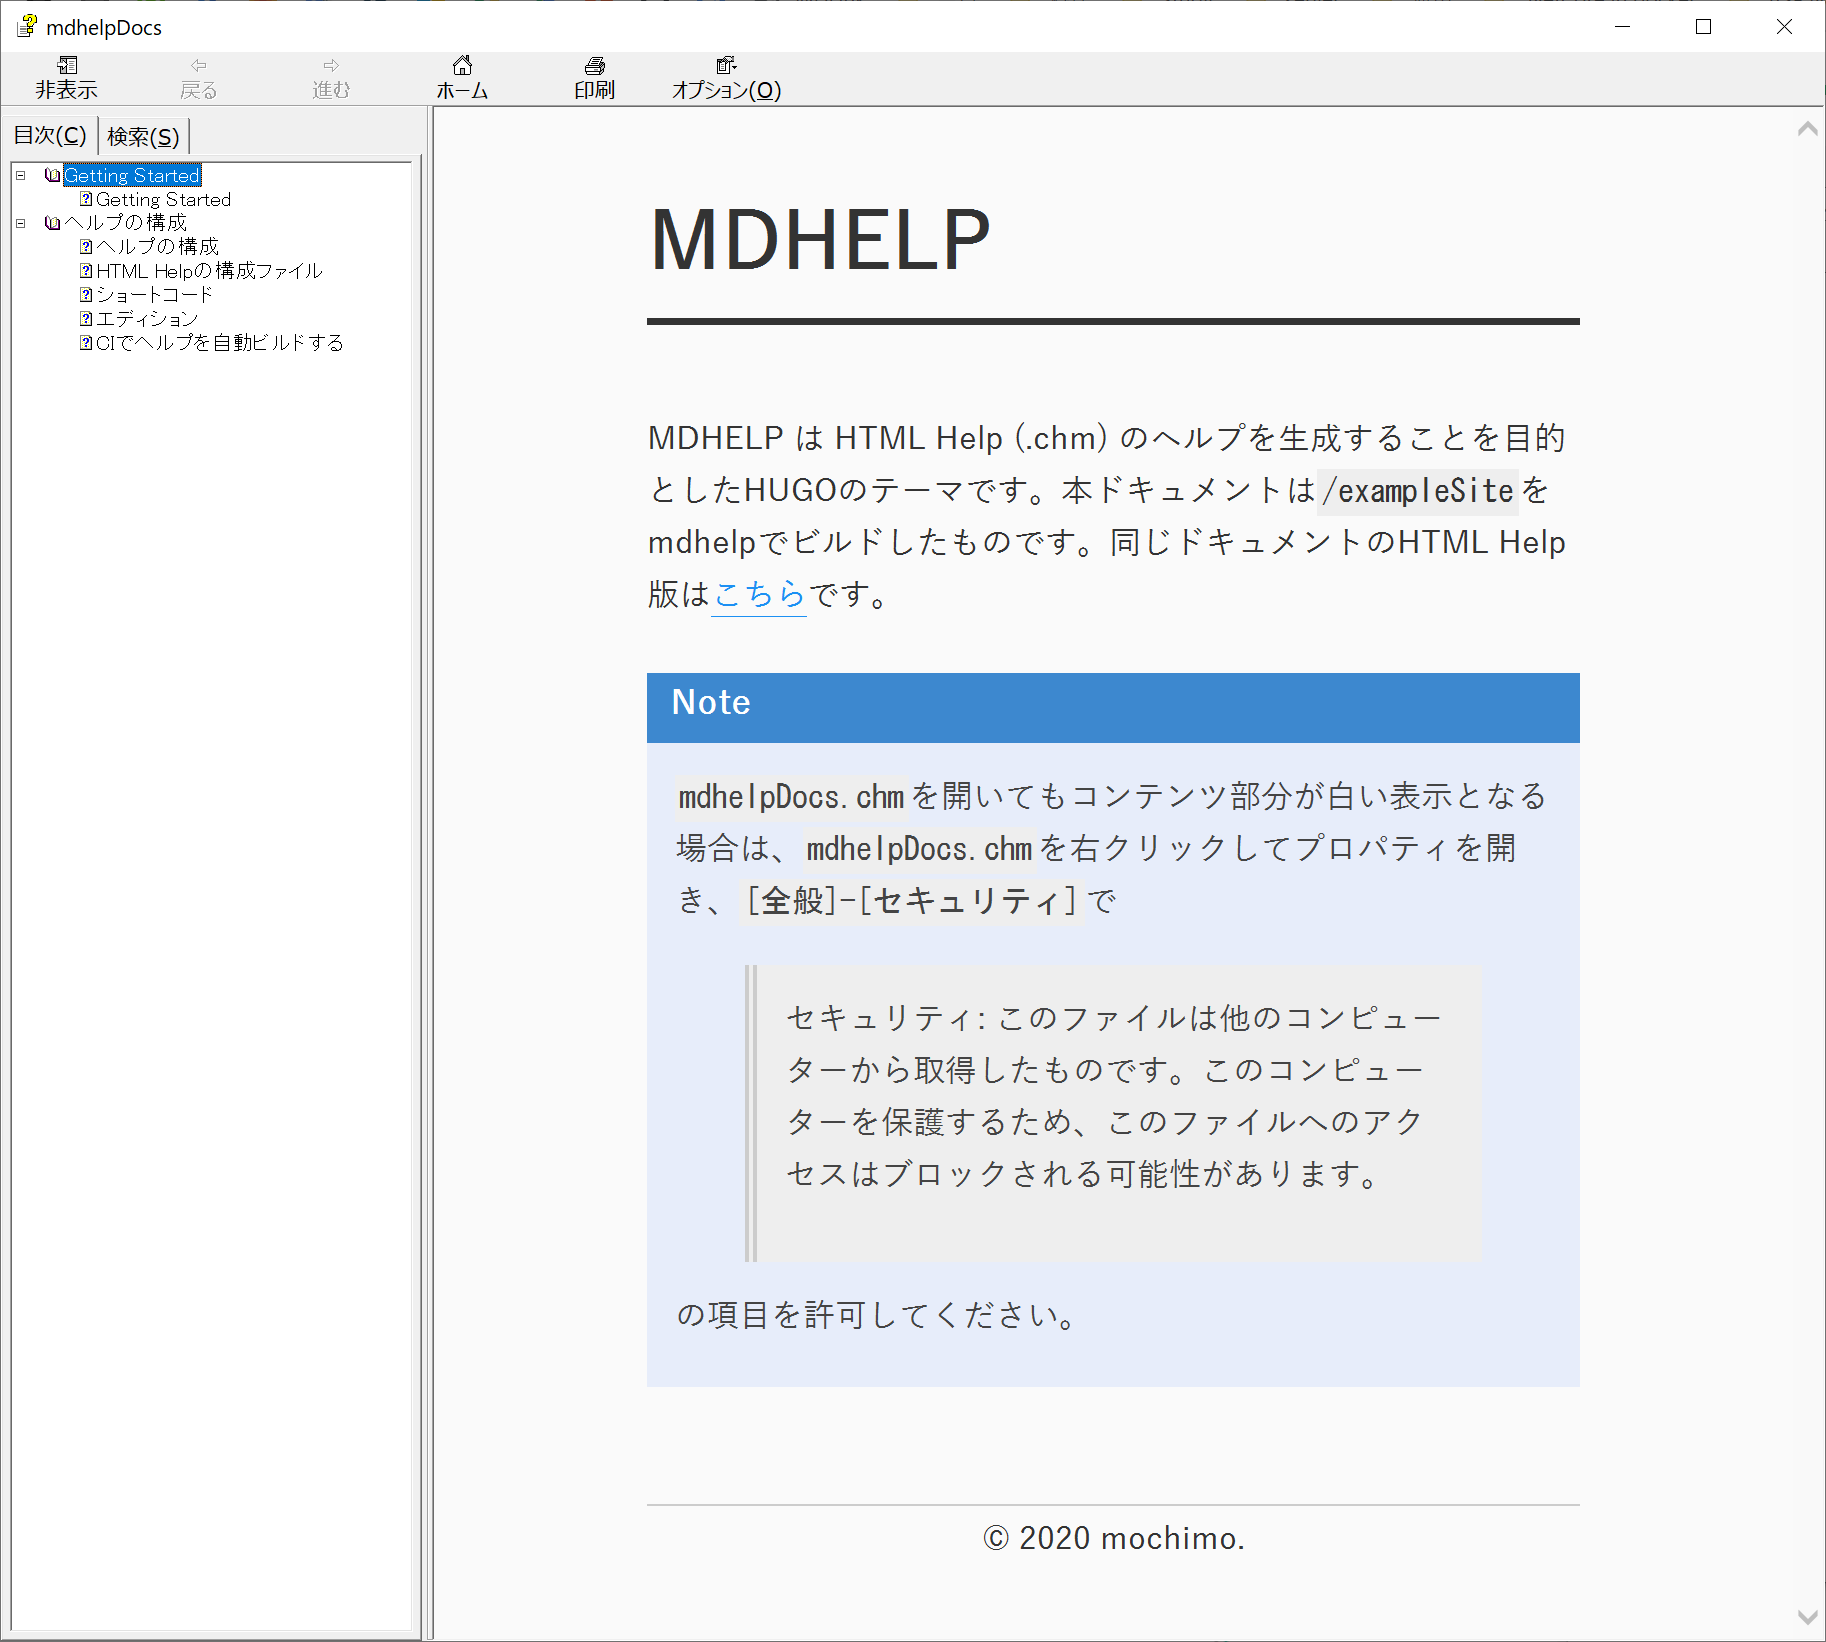 mdhelpDocs
非表示
戻る
進む
ホーム
印刷
オプション(O)
目次(C)
検索(S)
Getting Started
Getting Started
ヘルプの構成
ヘルプの構成
HTML Helpの構成ファイル
ショートコード
エディション
CIでヘルプを自動ビルドする
MDHELP
MDHELP は HTML Help (.chm) のヘルプを生成することを目的
としたHUGOのテーマです。本ドキュメントは/exampleSiteを
mdhelpでビルドしたものです。同じドキュメントのHTML Help
版はこちらです。
Note
mdhelpDocs.chmを開いてもコンテンツ部分が白い表示となる
場合は、mdhelpDocs.chmを右クリックしてプロパティを開
き、[全般]-[セキュリティ]で
セキュリティ: このファイルは他のコンピュー
ターから取得したものです。このコンピュー
ターを保護するため、このファイルへのアク
セスはブロックされる可能性があります。
の項目を許可してください。
© 2020 mochimo.